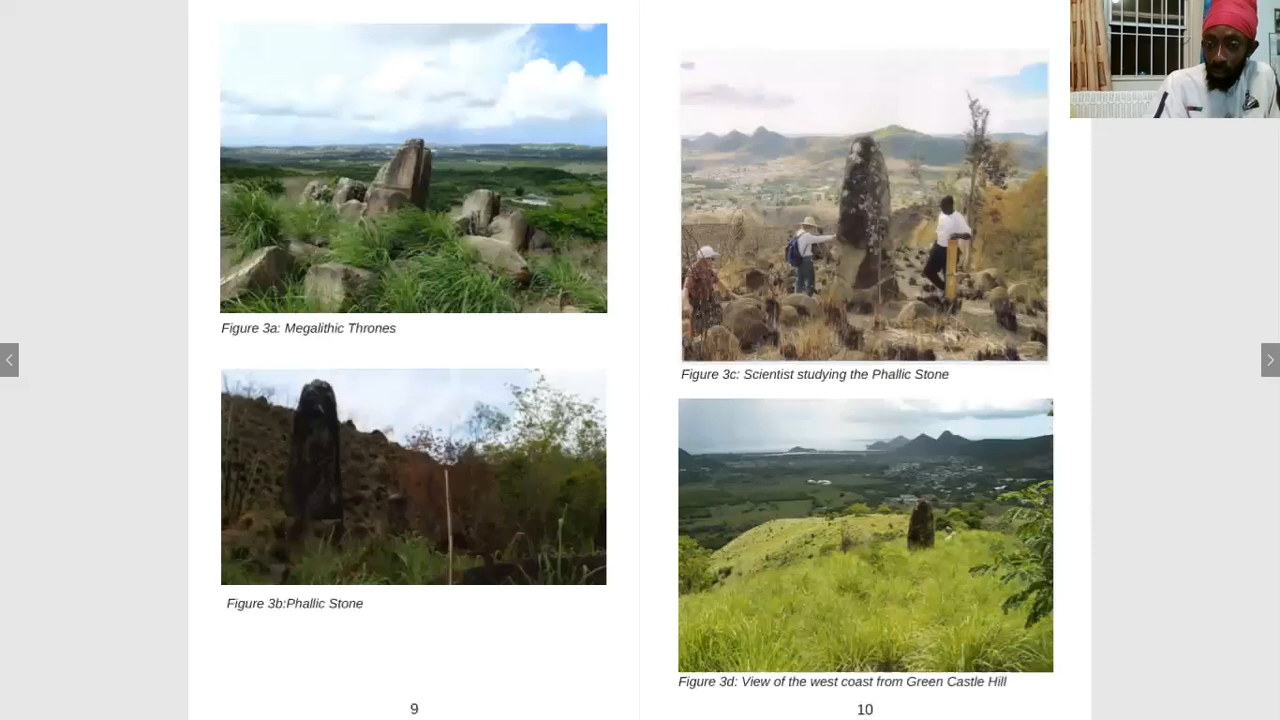 Figure 3a: Megalithic Thrones
Figure 3b:Phallic Stone
9
Figure 3c: Scientist studying the Phallic Stone
Figure 3d: View of the west coast from Green Castle Hill
10